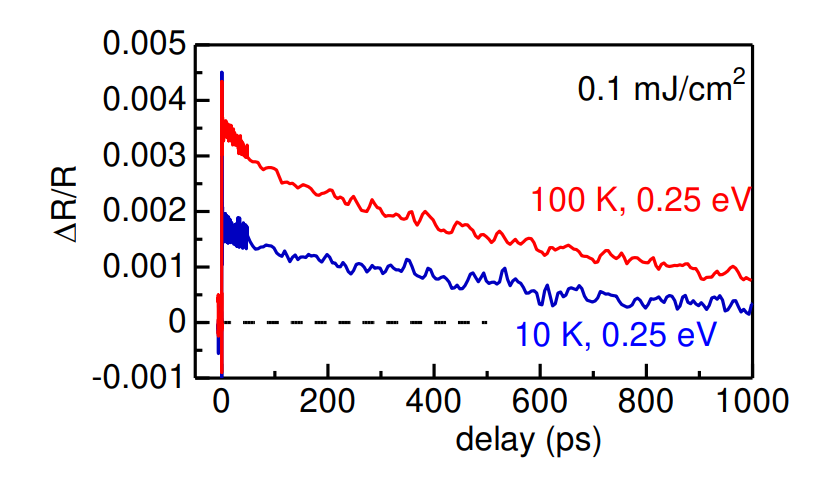 0.005
0.004
0.003
0.002
0.001
0
-0.001
ΔR/R
0.1 mJ/cm²
100 K, 0.25 eV
10 K, 0.25 eV
0 200 400 600 800 1000
delay (ps)